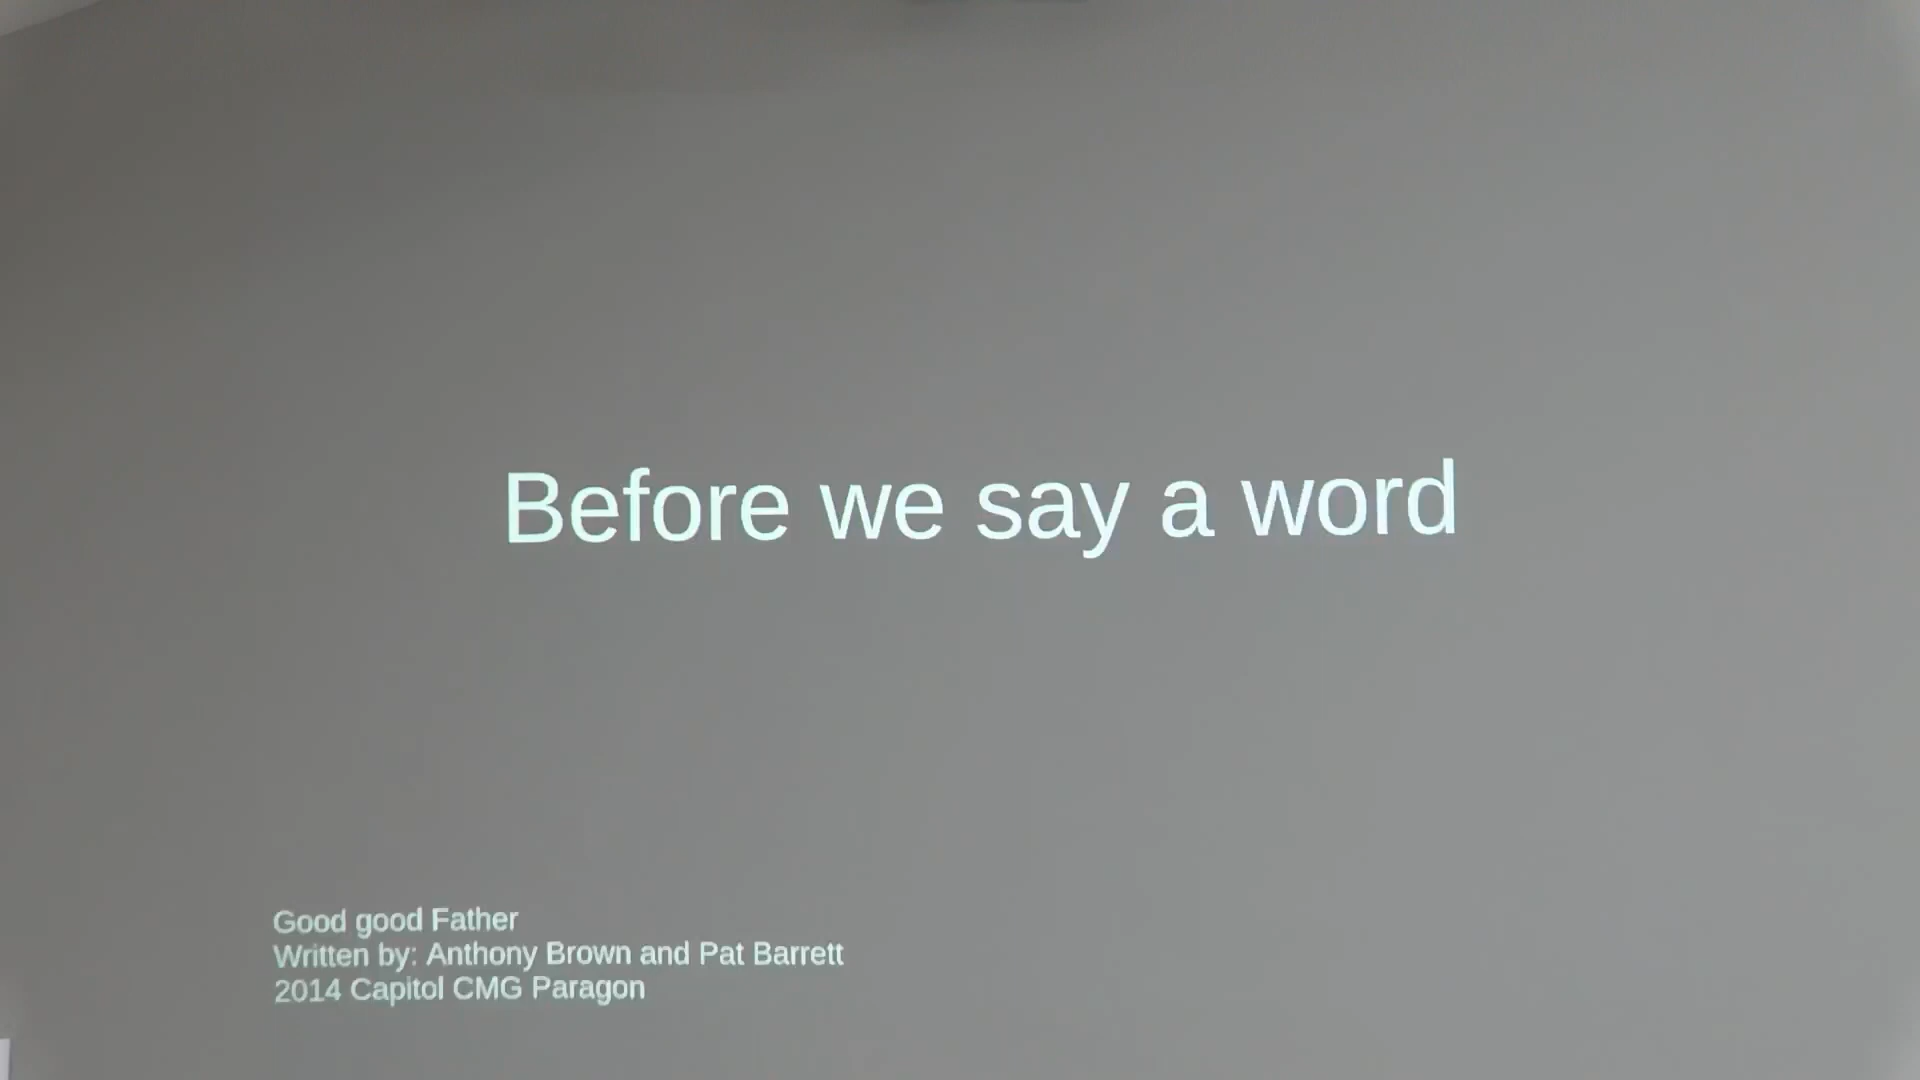 Before we say a word
Good good Father
Written by: Anthony Brown and Pat Barrett
2014 Capitol CMG Paragon